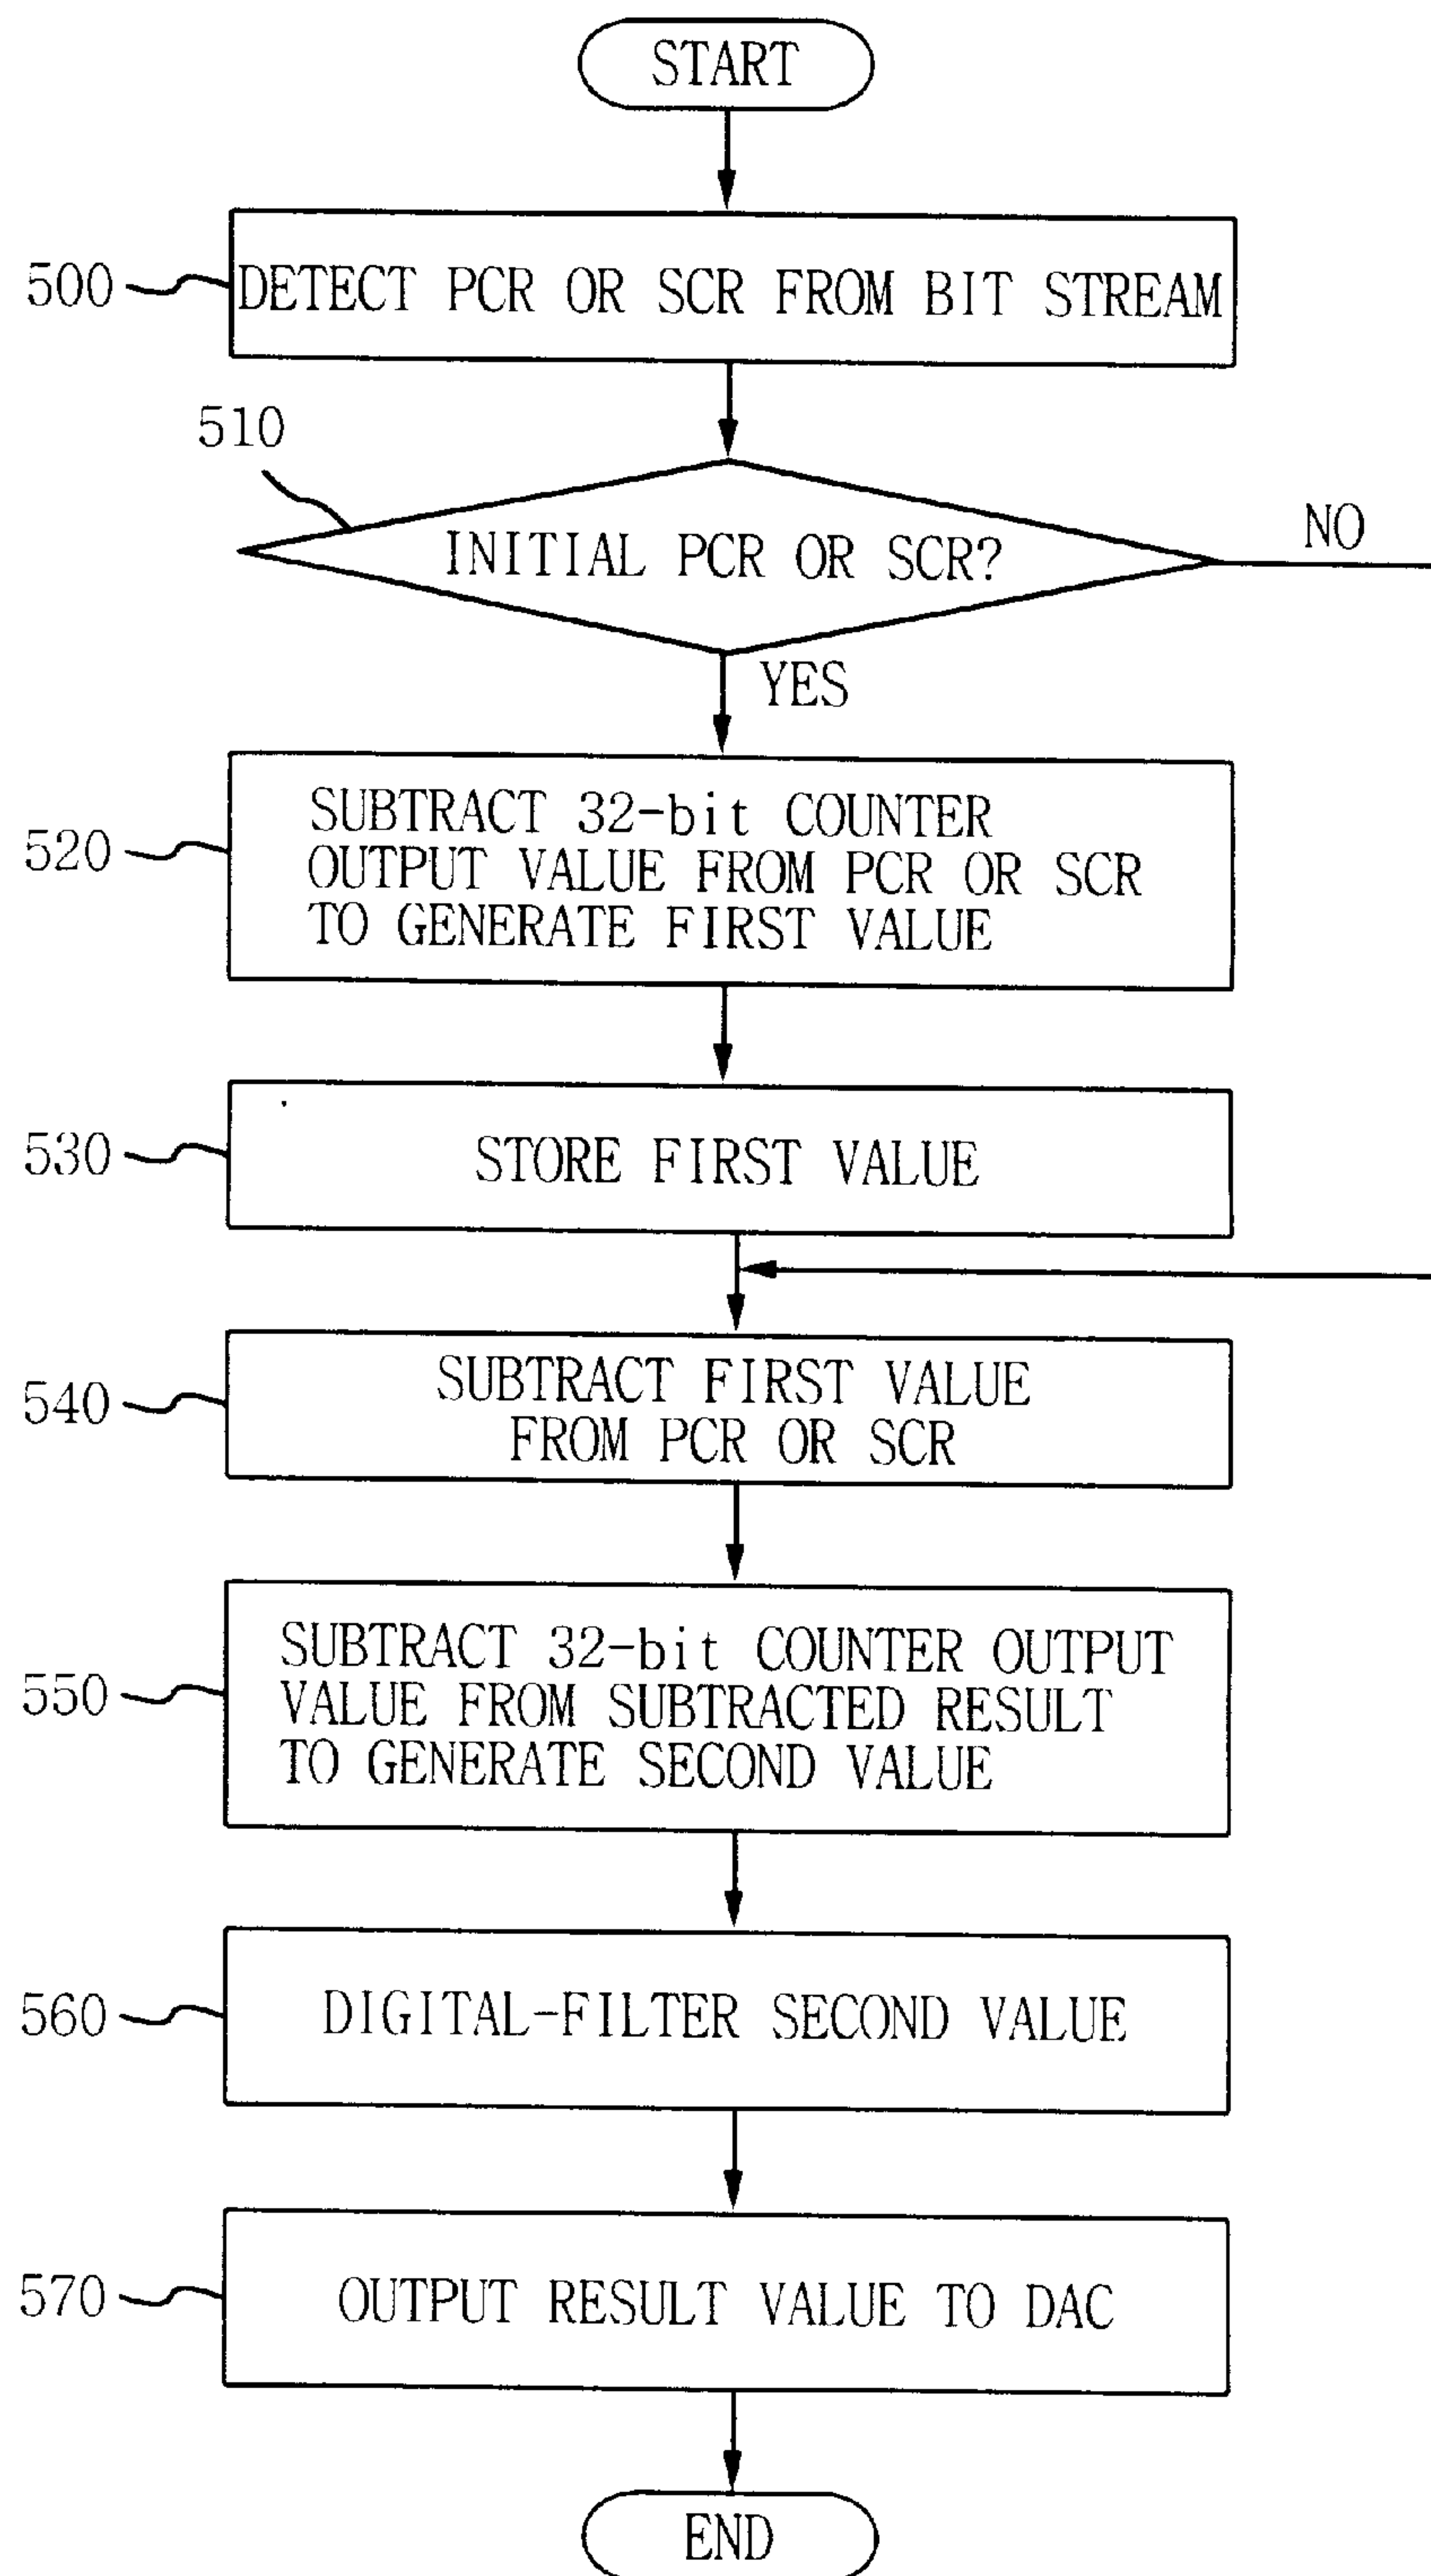 START
500
DETECT PCR OR SCR FROM BIT STREAM
510
INITIAL PCR OR SCR?
NO
YES
520
SUBTRACT 32-bit COUNTER
OUTPUT VALUE FROM PCR OR SCR
TO GENERATE FIRST VALUE
530
STORE FIRST VALUE
540
SUBTRACT FIRST VALUE
FROM PCR OR SCR
550
SUBTRACT 32-bit COUNTER OUTPUT
VALUE FROM SUBTRACTED RESULT
TO GENERATE SECOND VALUE
560
DIGITAL-FILTER SECOND VALUE
570
OUTPUT RESULT VALUE TO DAC
END